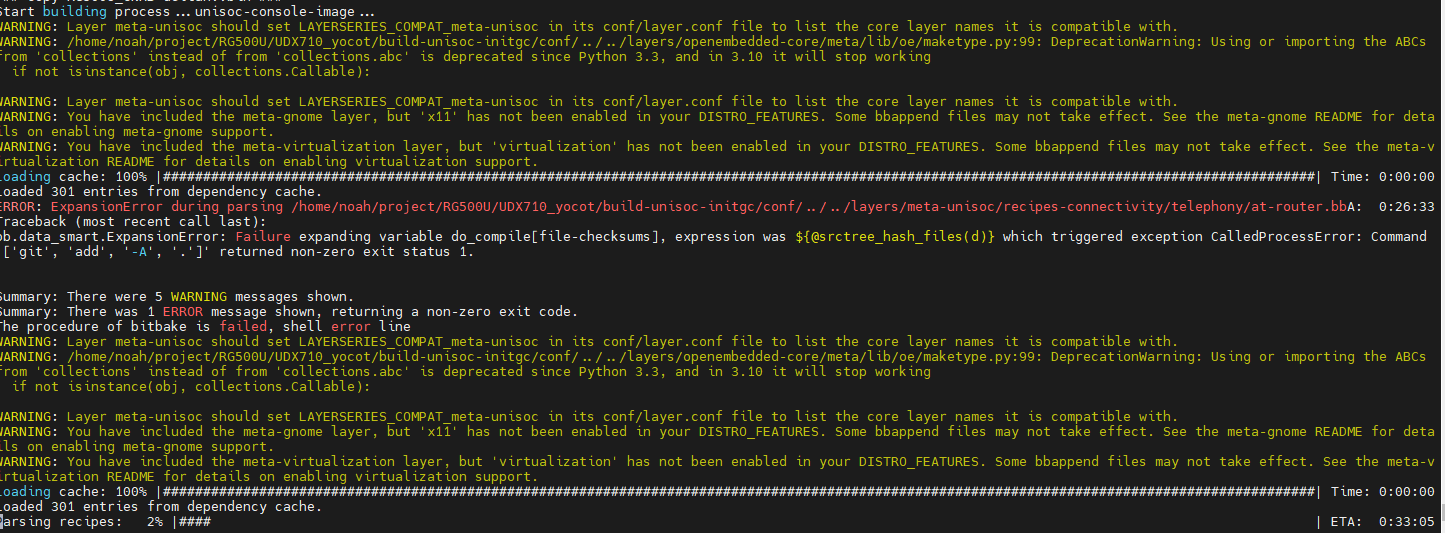 Start building process...unisoc-console-image...
WARNING: Layer meta-unisoc should set LAYERSERIES_COMPAT_meta-unisoc in its conf/layer.conf file to list the core layer names it is compatible with.
WARNING: /home/noah/project/RG500U/UDX710_yocot/build-unisoc-initgc/conf/../../layers/openembedded-core/meta/lib/oe/maketype.py:99: DeprecationWarning: Using or importing the ABCs
from 'collections' instead of from 'collections.abc' is deprecated since Python 3.3, and in 3.10 it will stop working
if not isinstance(obj, collections.Callable):
WARNING: Layer meta-unisoc should set LAYERSERIES_COMPAT_meta-unisoc in its conf/layer.conf file to list the core layer names it is compatible with.
WARNING: You have included the meta-gnome layer, but 'x11' has not been enabled in your DISTRO_FEATURES. Some bbappend files may not take effect. See the meta-gnome README for deta
ils on enabling meta-gnome support.
WARNING: You have included the meta-virtualization layer, but 'virtualization' has not been enabled in your DISTRO_FEATURES. Some bbappend files may not take effect. See the meta-v
irtualization README for details on enabling virtualization support.
Loading cache: 100% |################################################################################################################################################| Time: 0:00:00
Loaded 301 entries from dependency cache.
ERROR: ExpansionError during parsing /home/noah/project/RG500U/UDX710_yocot/build-unisoc-initgc/conf/../../layers/meta-unisoc/recipes-connectivity/telephony/at-router.bbA:  0:26:33
Traceback (most recent call last):
bb.data_smart.ExpansionError: Failure expanding variable do_compile[file-checksums], expression was ${@srctree_hash_files(d)} which triggered exception CalledProcessError: Command
'['git', 'add', '-A', '.']' returned non-zero exit status 1.
Summary: There were 5 WARNING messages shown.
Summary: There was 1 ERROR message shown, returning a non-zero exit code.
The procedure of bitbake is failed, shell error line
WARNING: Layer meta-unisoc should set LAYERSERIES_COMPAT_meta-unisoc in its conf/layer.conf file to list the core layer names it is compatible with.
WARNING: /home/noah/project/RG500U/UDX710_yocot/build-unisoc-initgc/conf/../../layers/openembedded-core/meta/lib/oe/maketype.py:99: DeprecationWarning: Using or importing the ABCs
from 'collections' instead of from 'collections.abc' is deprecated since Python 3.3, and in 3.10 it will stop working
if not isinstance(obj, collections.Callable):
WARNING: Layer meta-unisoc should set LAYERSERIES_COMPAT_meta-unisoc in its conf/layer.conf file to list the core layer names it is compatible with.
WARNING: You have included the meta-gnome layer, but 'x11' has not been enabled in your DISTRO_FEATURES. Some bbappend files may not take effect. See the meta-gnome README for deta
ils on enabling meta-gnome support.
WARNING: You have included the meta-virtualization layer, but 'virtualization' has not been enabled in your DISTRO_FEATURES. Some bbappend files may not take effect. See the meta-v
irtualization README for details on enabling virtualization support.
Loading cache: 100% |################################################################################################################################################| Time: 0:00:00
Loaded 301 entries from dependency cache.
Parsing recipes:   2% |#### | ETA:  0:33:05